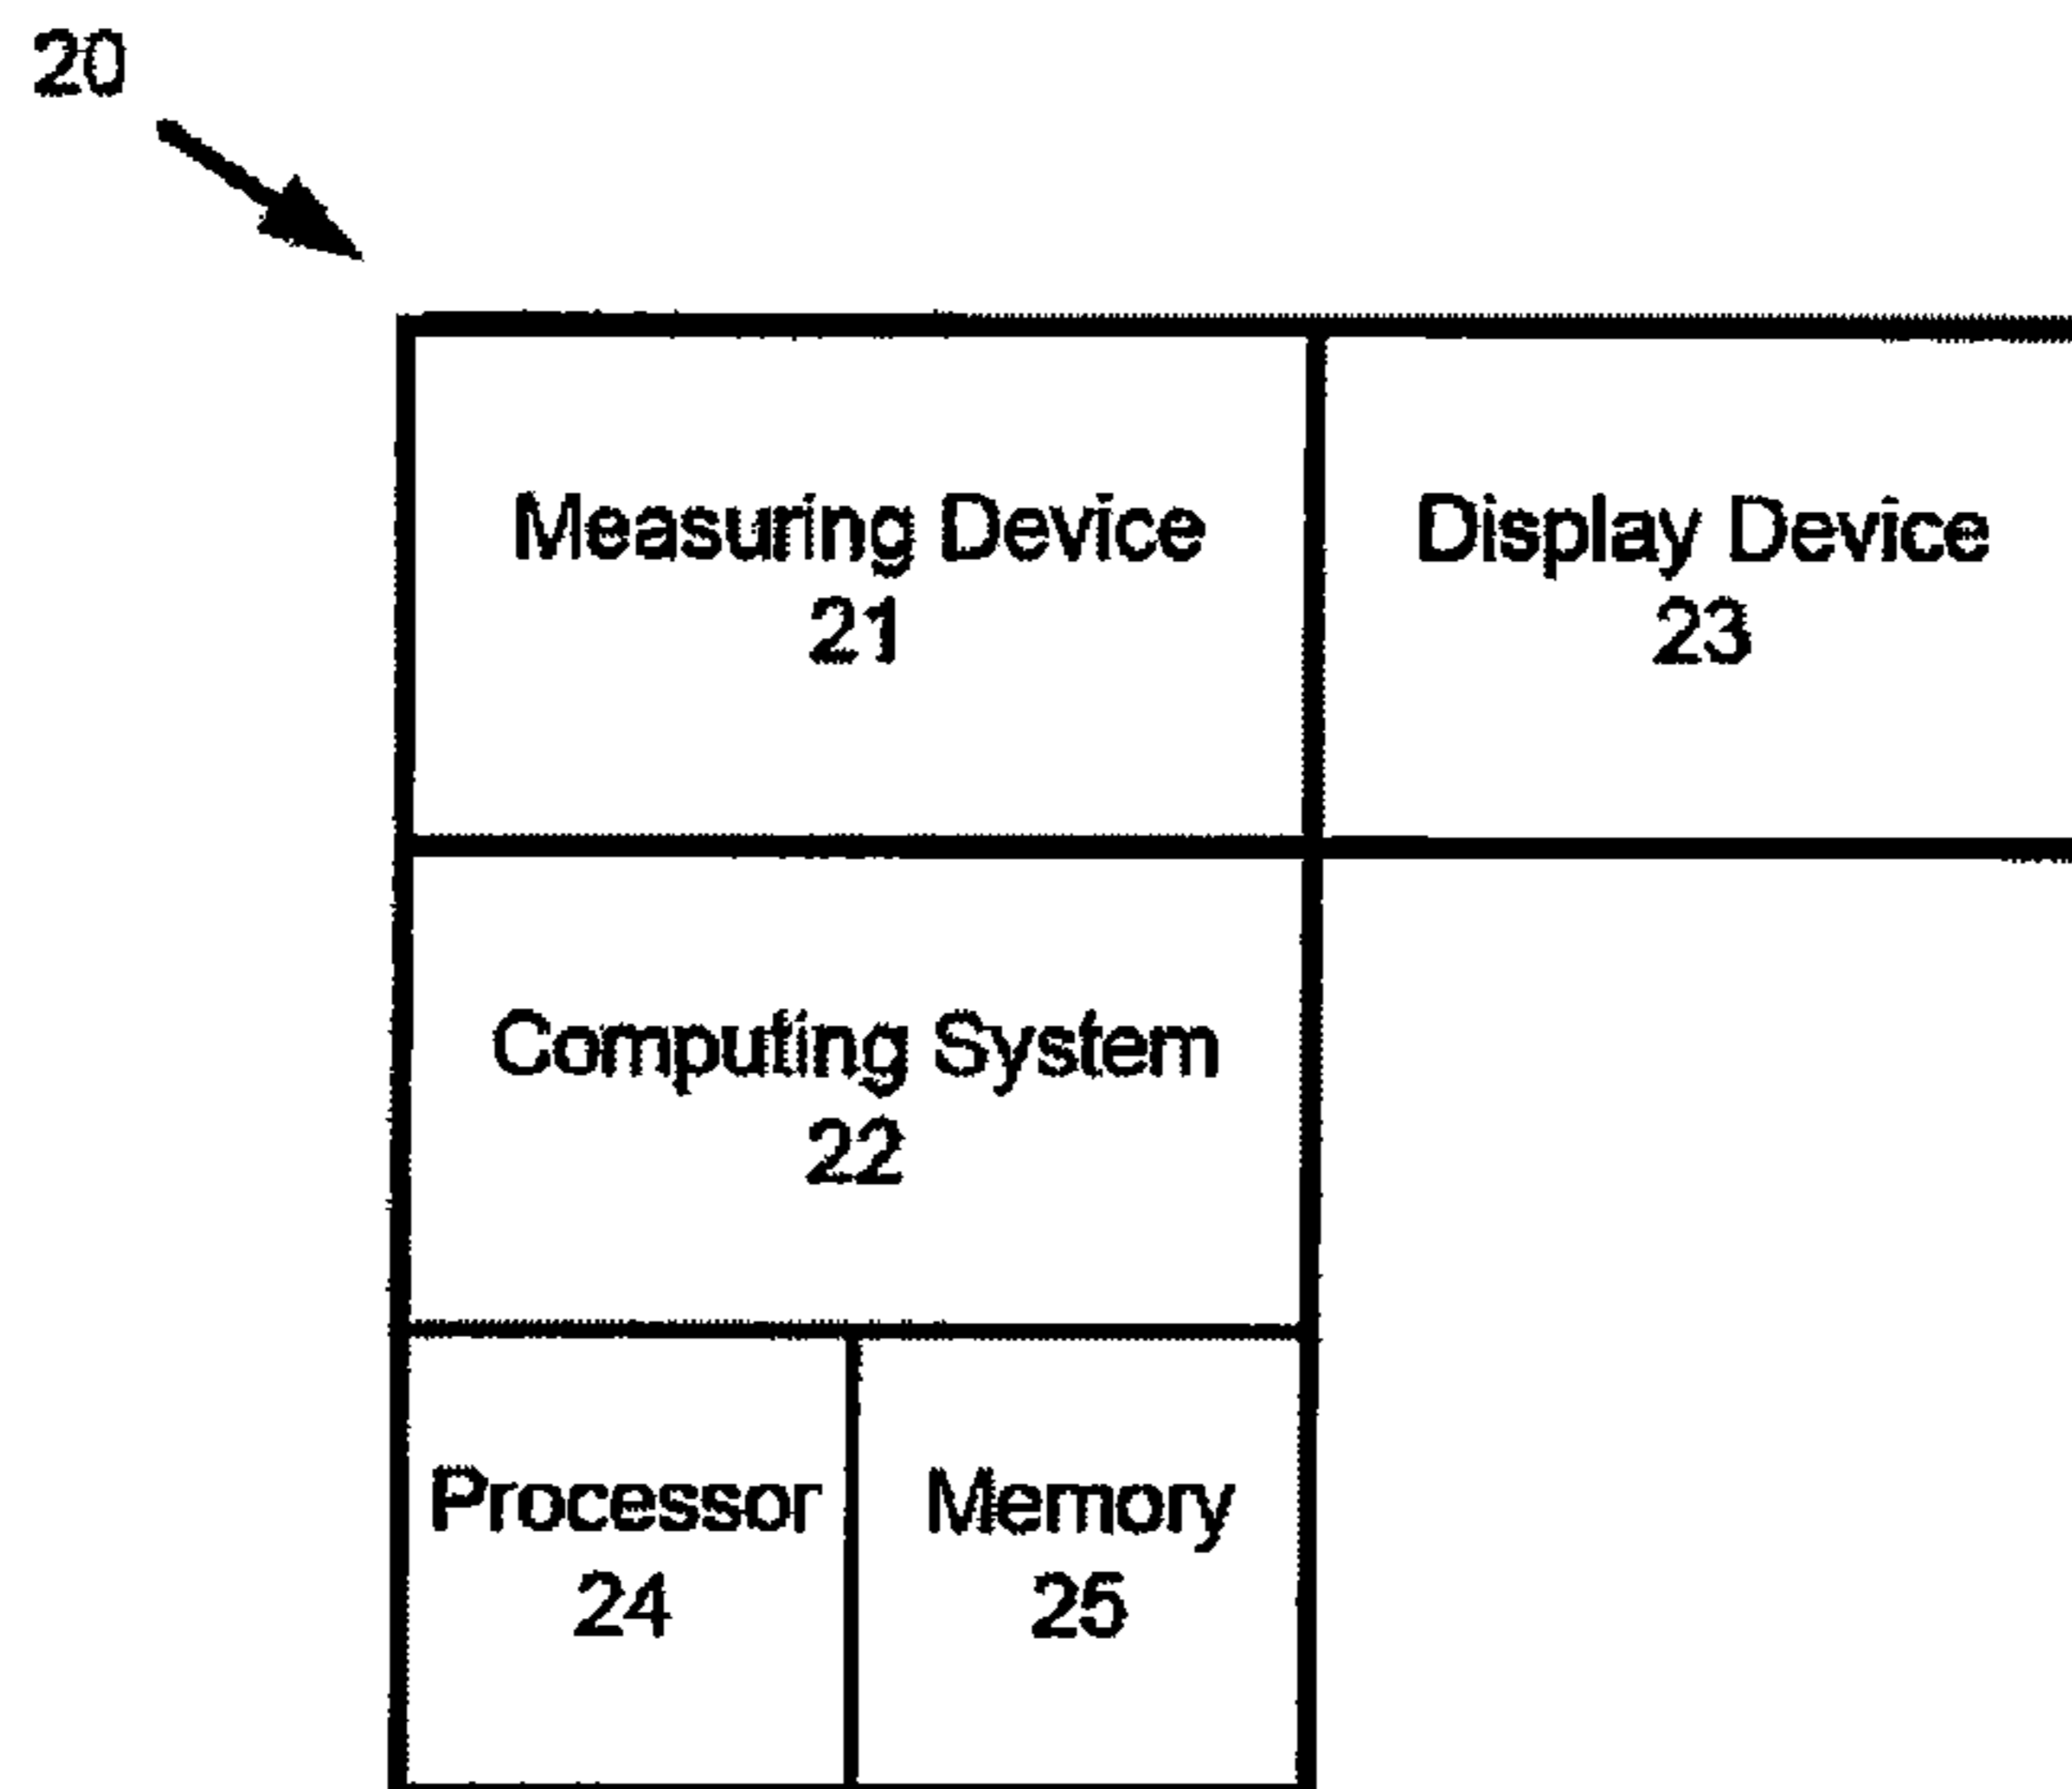 20
Measuring Device
21
Display Device
23
Computing System
22
Processor
24
Memory
25